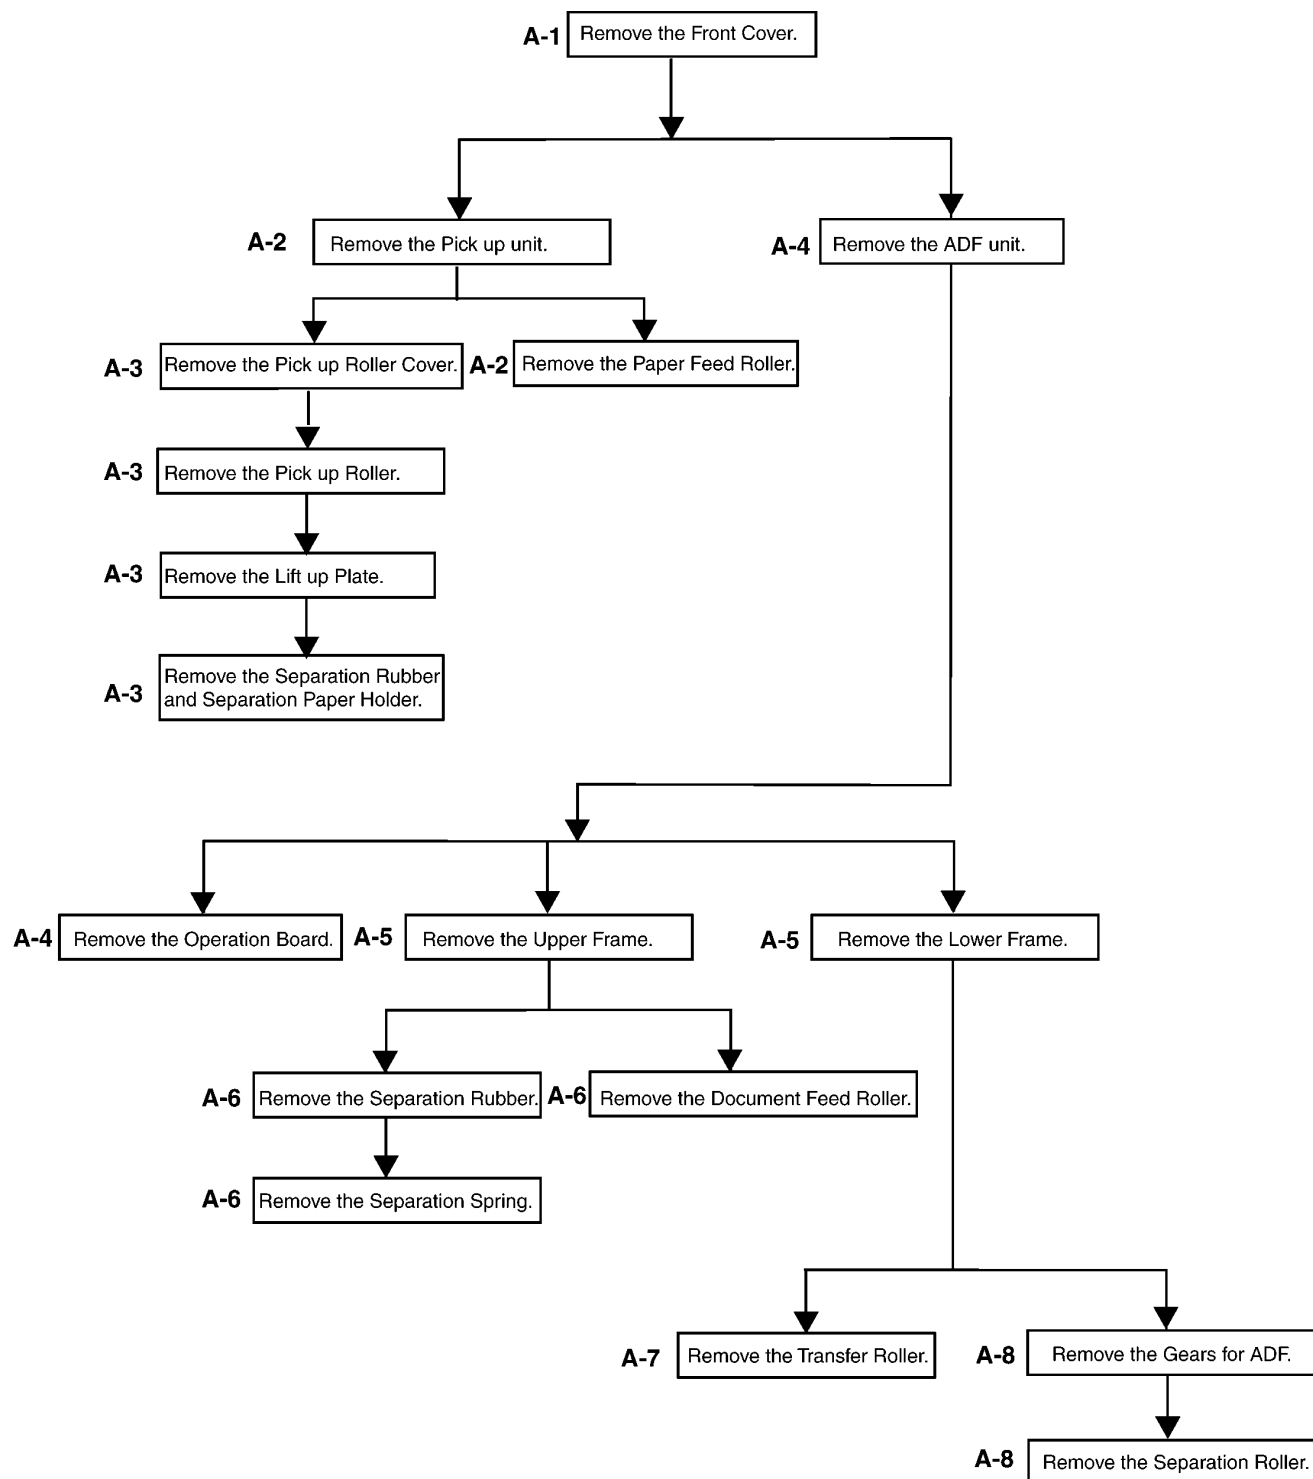 A-1 Remove the Front Cover.
A-2 Remove the Pick up unit.
A-4 Remove the ADF unit.
A-3 Remove the Pick up Roller Cover.
A-2 Remove the Paper Feed Roller.
A-3 Remove the Pick up Roller.
A-3 Remove the Lift up Plate.
A-3 Remove the Separation Rubber
and Separation Paper Holder.
A-4 Remove the Operation Board.
A-5 Remove the Upper Frame.
A-5 Remove the Lower Frame.
A-6 Remove the Separation Rubber.
A-6 Remove the Document Feed Roller.
A-6 Remove the Separation Spring.
A-7 Remove the Transfer Roller.
A-8 Remove the Gears for ADF.
A-8 Remove the Separation Roller.